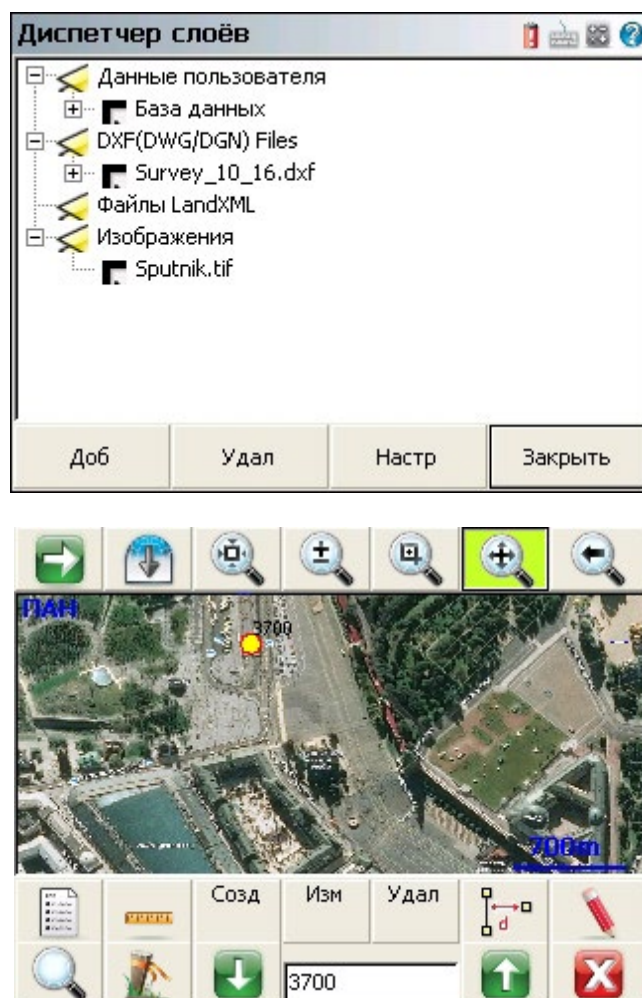 Диспетчер слоёв
Данные пользователя
База данных
DXF(DWG/DGN) Files
Survey_10_16.dxf
Файлы LandXML
Изображения
Sputnik.tif
Доб Удал Настр Закрыть
ПАН
3700
700m
Созд Изм Удал
d
3700